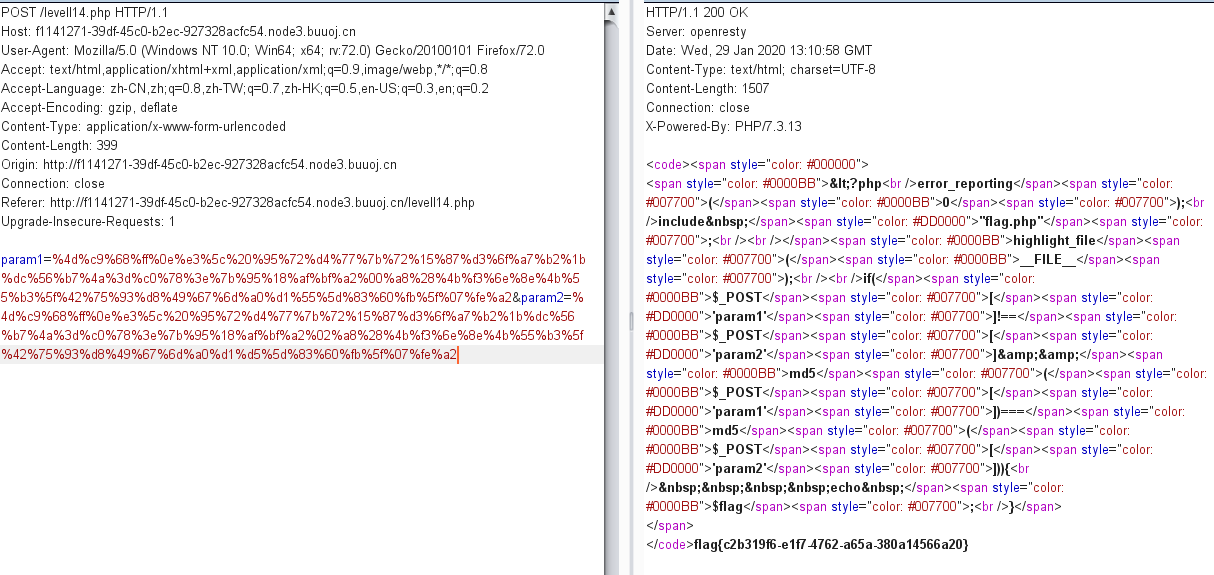 POST /levell14.php HTTP/1.1
Host: f1141271-39df-45c0-b2ec-927328acfc54.node3.buuoj.cn
User-Agent: Mozilla/5.0 (Windows NT 10.0; Win64; x64; rv:72.0) Gecko/20100101 Firefox/72.0
Accept: text/html,application/xhtml+xml,application/xml;q=0.9,image/webp,*/*;q=0.8
Accept-Language: zh-CN,zh;q=0.8,zh-TW;q=0.7,zh-HK;q=0.5,en-US;q=0.3,en;q=0.2
Accept-Encoding: gzip, deflate
Content-Type: application/x-www-form-urlencoded
Content-Length: 399
Origin: http://f1141271-39df-45c0-b2ec-927328acfc54.node3.buuoj.cn
Connection: close
Referer: http://f1141271-39df-45c0-b2ec-927328acfc54.node3.buuoj.cn/levell14.php
Upgrade-Insecure-Requests: 1
param1=%4d%c9%68%ff%0e%e3%5c%20%95%72%d4%77%7b%72%15%87%d3%6f%a7%b2%1b
%dc%56%b7%4a%3d%c0%78%3e%7b%95%18%af%bf%a2%00%a8%28%4b%f3%6e%8e%4b%5
5%b3%5f%42%75%93%d8%49%67%6d%a0%d1%55%5d%83%60%fb%5f%07%fe%a2&param2=%
4d%c9%68%ff%0e%e3%5c%20%95%72%d4%77%7b%72%15%87%d3%6f%a7%b2%1b%dc%56
%b7%4a%3d%c0%78%3e%7b%95%18%af%bf%a2%02%a8%28%4b%f3%6e%8e%4b%55%b3%5f
%42%75%93%d8%49%67%6d%a0%d1%d5%5d%83%60%fb%5f%07%fe%a2
HTTP/1.1 200 OK
Server: openresty
Date: Wed, 29 Jan 2020 13:10:58 GMT
Content-Type: text/html; charset=UTF-8
Content-Length: 1507
Connection: close
X-Powered-By: PHP/7.3.13
<code><span style="color: #000000">
<span style="color: #0000BB">&lt;?php<br />error_reporting</span><span style="color:
#007700">(</span><span style="color: #0000BB">0</span><span style="color: #007700">);<br
/>include&nbsp;</span><span style="color: #DD0000">"flag.php"</span><span style="color:
#007700">;<br /><br /></span><span style="color: #0000BB">highlight_file</span><span
style="color: #007700">(</span><span style="color: #0000BB">__FILE__</span><span
style="color: #007700">);<br /><br />if(</span><span style="color:
#0000BB">$_POST</span><span style="color: #007700">[</span><span style="color:
#DD0000">'param1'</span><span style="color: #007700">]!==</span><span style="color:
#0000BB">$_POST</span><span style="color: #007700">[</span><span style="color:
#DD0000">'param2'</span><span style="color: #007700">]&amp;&amp;</span><span
style="color: #0000BB">md5</span><span style="color: #007700">(</span><span style="color:
#0000BB">$_POST</span><span style="color: #007700">[</span><span style="color:
#DD0000">'param1'</span><span style="color: #007700">])===</span><span style="color:
#0000BB">md5</span><span style="color: #007700">(</span><span style="color:
#0000BB">$_POST</span><span style="color: #007700">[</span><span style="color:
#DD0000">'param2'</span><span style="color: #007700">])){<br
/>&nbsp;&nbsp;&nbsp;&nbsp;echo&nbsp;</span><span style="color:
#0000BB">$flag</span><span style="color: #007700">;<br />}</span>
</span>
</code>flag{c2b319f6-e1f7-4762-a65a-380a14566a20}